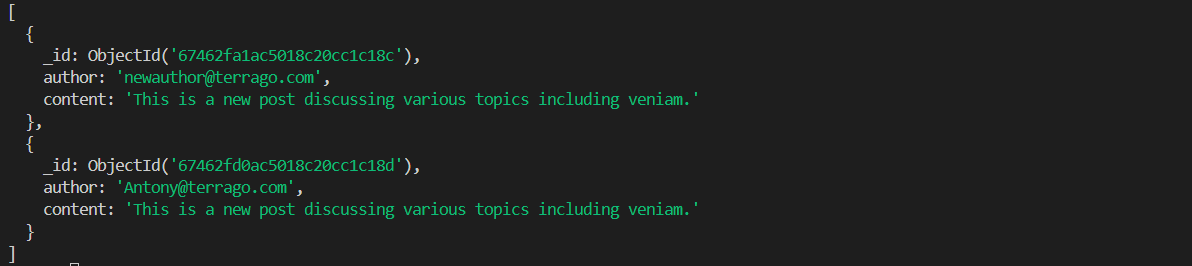 [
  {
    _id: ObjectId('67462fa1ac5018c20cc1c18c'),
    author: 'newauthor@terrago.com',
    content: 'This is a new post discussing various topics including veniam.'
  },
  {
    _id: ObjectId('67462fd0ac5018c20cc1c18d'),
    author: 'Antony@terrago.com',
    content: 'This is a new post discussing various topics including veniam.'
  }
]